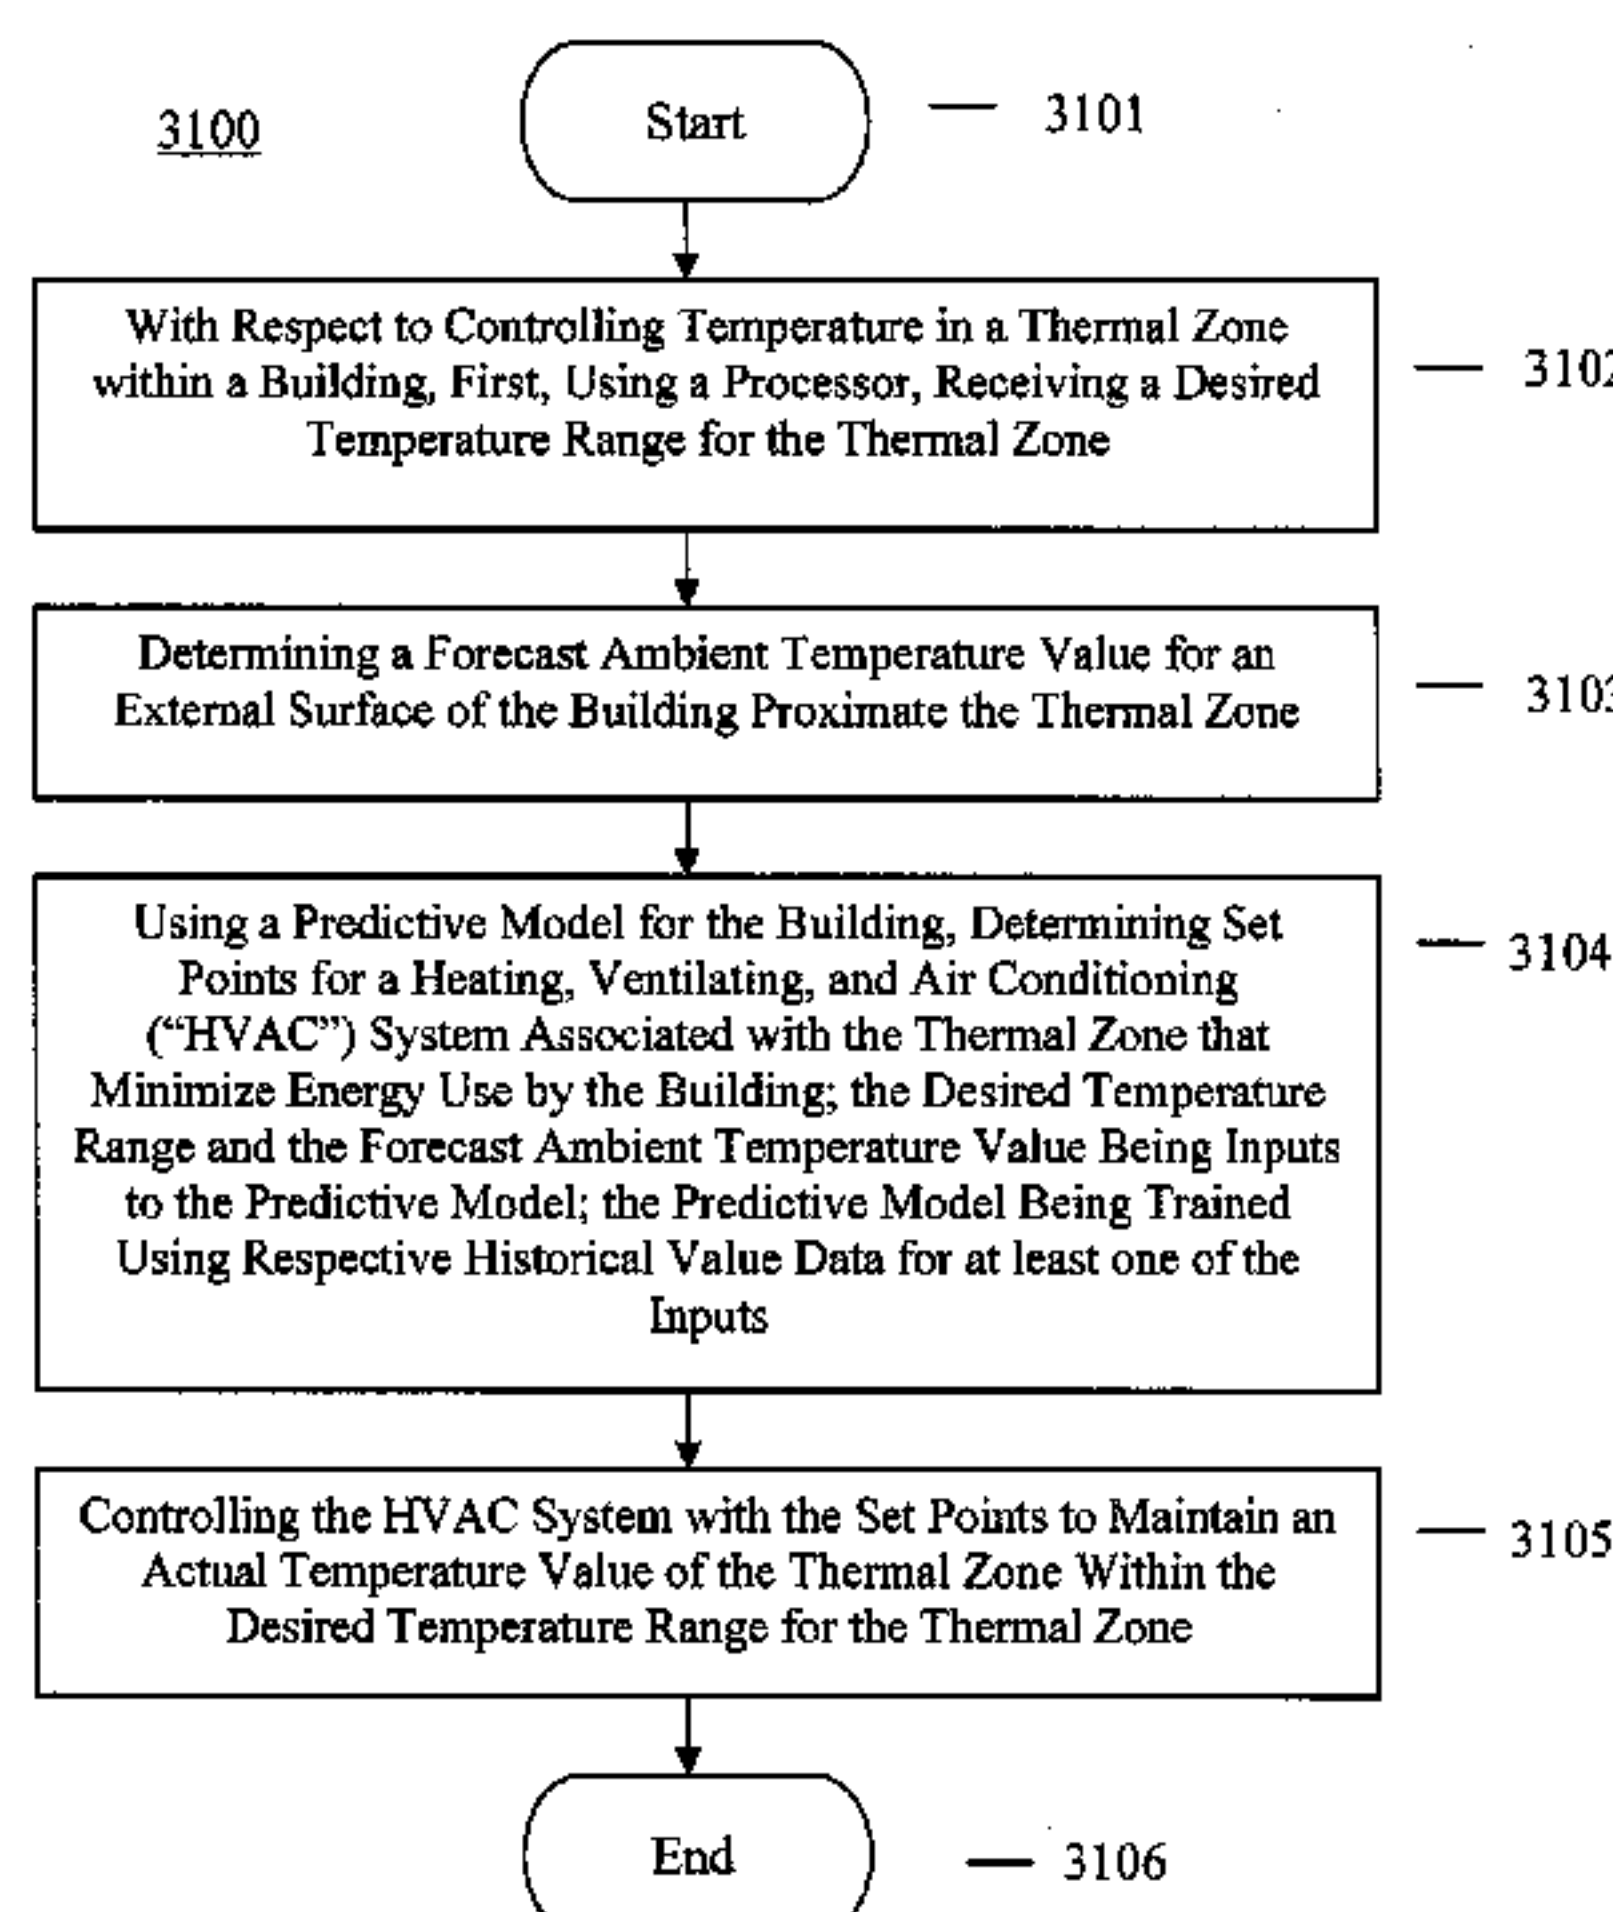 3100
Start
3101
With Respect to Controlling Temperature in a Thermal Zone
within a Building, First, Using a Processor, Receiving a Desired
Temperature Range for the Thermal Zone
3102
Determining a Forecast Ambient Temperature Value for an
External Surface of the Building Proximate the Thermal Zone
3103
Using a Predictive Model for the Building, Determining Set
Points for a Heating, Ventilating, and Air Conditioning
(“HVAC”) System Associated with the Thermal Zone that
Minimize Energy Use by the Building; the Desired Temperature
Range and the Forecast Ambient Temperature Value Being Inputs
to the Predictive Model; the Predictive Model Being Trained
Using Respective Historical Value Data for at least one of the
Inputs
3104
Controlling the HVAC System with the Set Points to Maintain an
Actual Temperature Value of the Thermal Zone Within the
Desired Temperature Range for the Thermal Zone
3105
End
3106